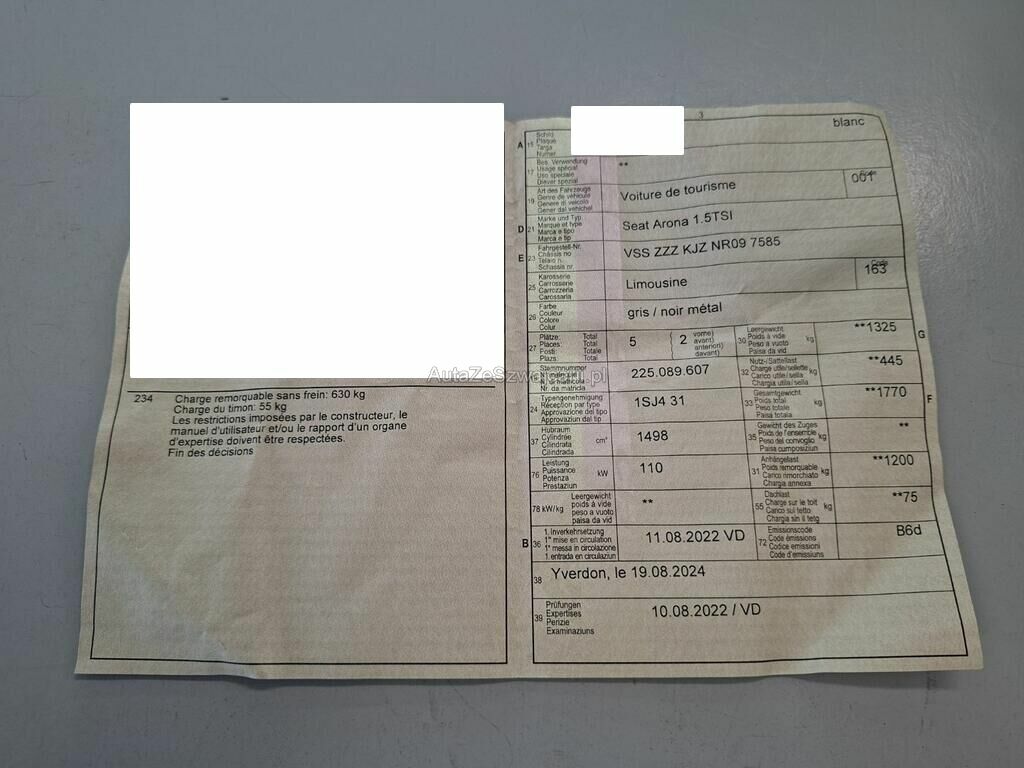 3
blanc
A 15 Schild
Plaque
Targa
Numer
17 Bes. Verwendung
Usage spécial
Uso speciale
Diever spezial
**
19 Art des Fahrzeugs
Genre de véhicule
Genere di veicolo
Gener dal vehichel
Voiture de tourisme
Code
001
D 21 Marke und Typ
Marque et type
Marca e tipo
Marca e tip
Seat Arona 1.5TSI
E 23 Fahrgestell-Nr.
Châssis no
Telaio n.
Schassis nr.
VSS ZZZ KJZ NR09 7585
25 Karosserie
Carrosserie
Carrozzeria
Carossaria
Limousine
Code
163
26 Farbe
Couleur
Colore
Colur
gris / noir métal
27 Plätze: Total
Places: Total
Posti: Totale
Plazs: Total
5
( 2 vorne)
avant)
anteriori)
davant)
30 Leergewicht
Poids à vide
Peso a vuoto
Paisa da vid
kg
**1325
G
Stammnummer
N. di matricola
Nr. da matricla
225.089.607
32 Nutz-/Sattellast
Charge utile/sellette
Carico utile/sella
Chargia utila/sella
kg
**445
24 Typengenehmigung
Réception par type
Approvazione del tipo
Approvaziun dal tip
1SJ4 31
33 Gesamtgewicht
Poids total
Peso totale
Paisa totala
kg
**1770
F
37 Hubraum
Cylindrée
Cilindrata
Cilindrada
cm³
1498
35 Gewicht des Zuges
Poids de l'ensemble
Peso del convoglio
Paisa cumposiziun
kg
**
76 Leistung
Puissance
Potenza
Prestaziun
kW
110
31 Anhängelast
Poids remorquable
Carico rimorchiato
Chargia annexa
kg
**1200
78 kW/kg Leergewicht
poids à vide
peso a vuoto
paisa da vid
**
55 Dachlast
Charge sur le toit
Carico sul tetto
Chargia sin il tetg
kg
**75
B 36 1. Inverkehrsetzung
1re mise en circulation
1a messa in circolazione
1. entrada en circulaziun
11.08.2022 VD
72 Emissionscode
Code émissions
Codice emissioni
Code d'emissiuns
B6d
38 Yverdon, le 19.08.2024
39 Prüfungen
Expertises
Perizie
Examinaziuns
10.08.2022 / VD
234 Charge remorquable sans frein: 630 kg
Charge du timon: 55 kg
Les restrictions imposées par le constructeur, le
manuel d'utilisateur et/ou le rapport d'un organe
d'expertise doivent être respectées.
Fin des décisions